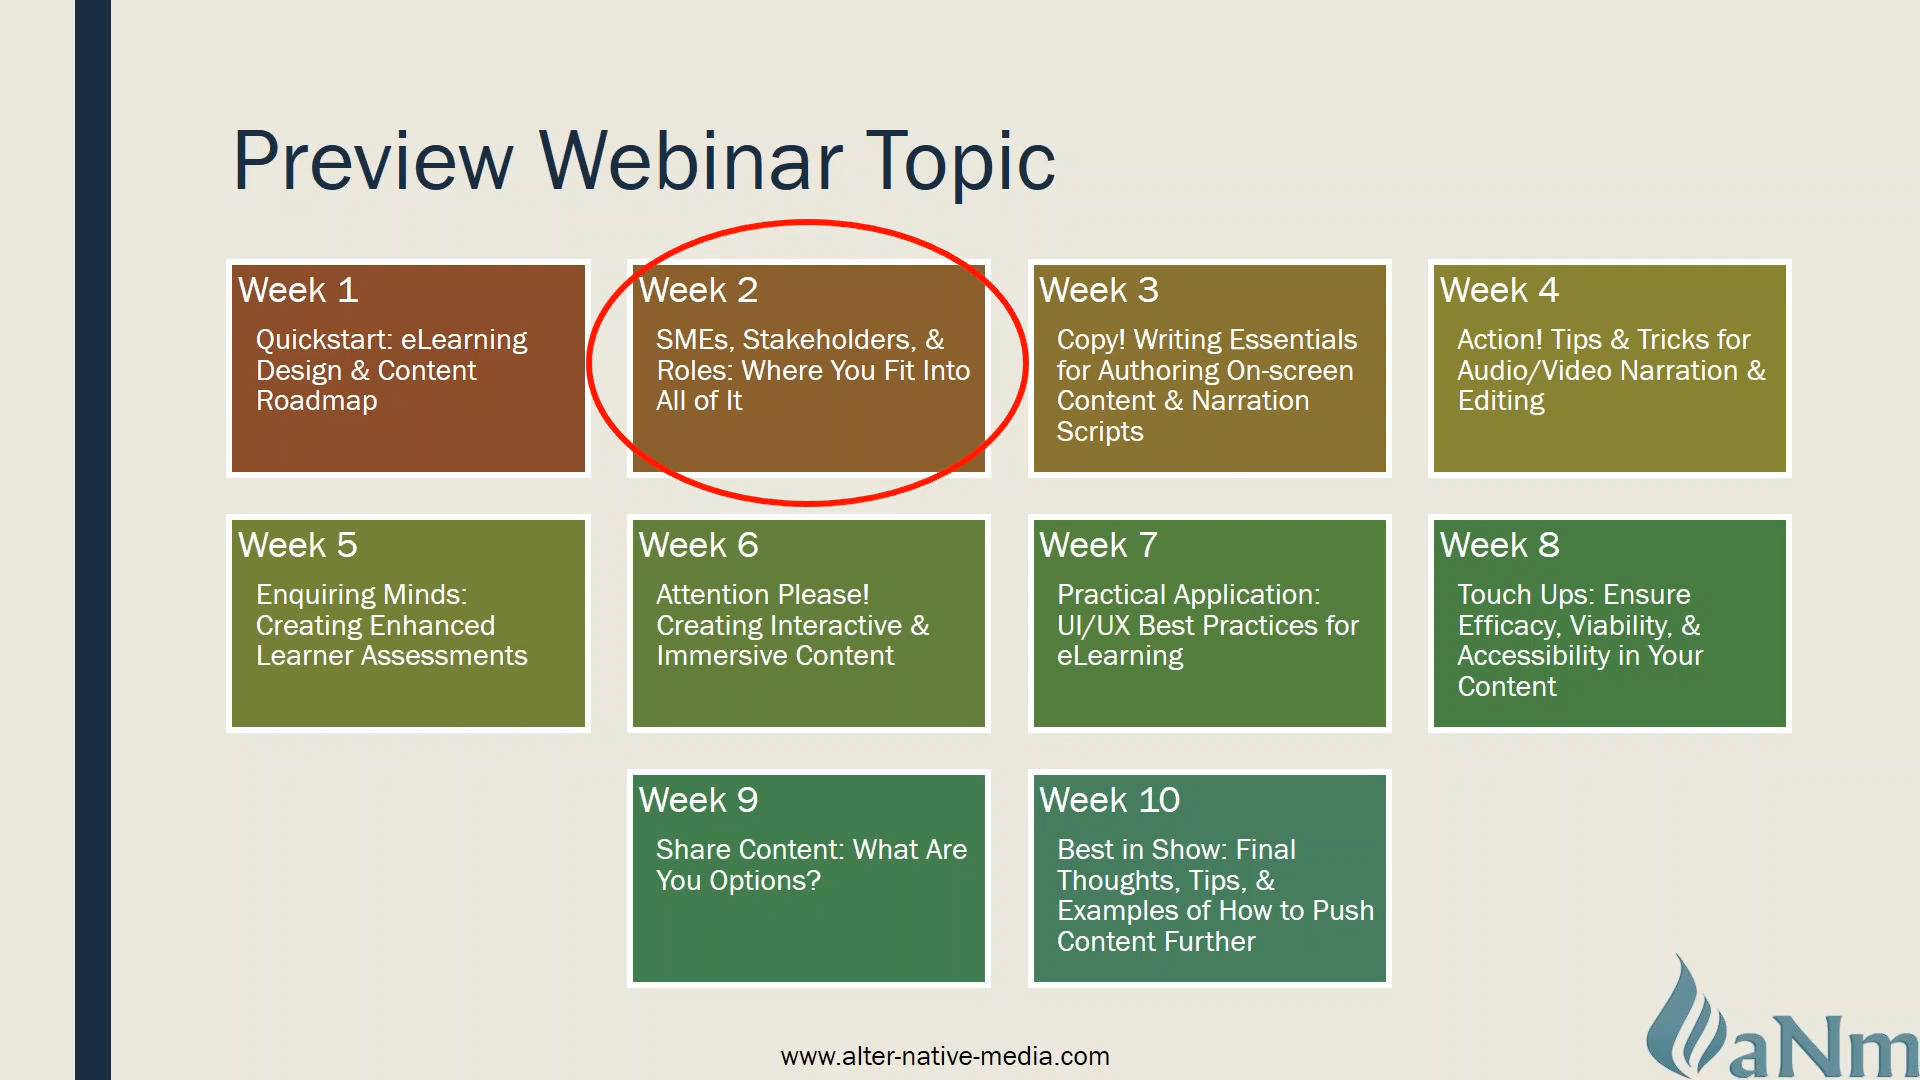 Preview Webinar Topic
Week 1
Quickstart: eLearning
Design & Content
Roadmap
Week 2
SMEs, Stakeholders, &
Roles: Where You Fit Into
All of It
Week 3
Copy! Writing Essentials
for Authoring On-screen
Content & Narration
Scripts
Week 4
Action! Tips & Tricks for
Audio/Video Narration &
Editing
Week 5
Enquiring Minds:
Creating Enhanced
Learner Assessments
Week 6
Attention Please!
Creating Interactive &
Immersive Content
Week 7
Practical Application:
UI/UX Best Practices for
eLearning
Week 8
Touch Ups: Ensure
Efficacy, Viability, &
Accessibility in Your
Content
Week 9
Share Content: What Are
You Options?
Week 10
Best in Show: Final
Thoughts, Tips, &
Examples of How to Push
Content Further
www.alter-native-media.com
aNm